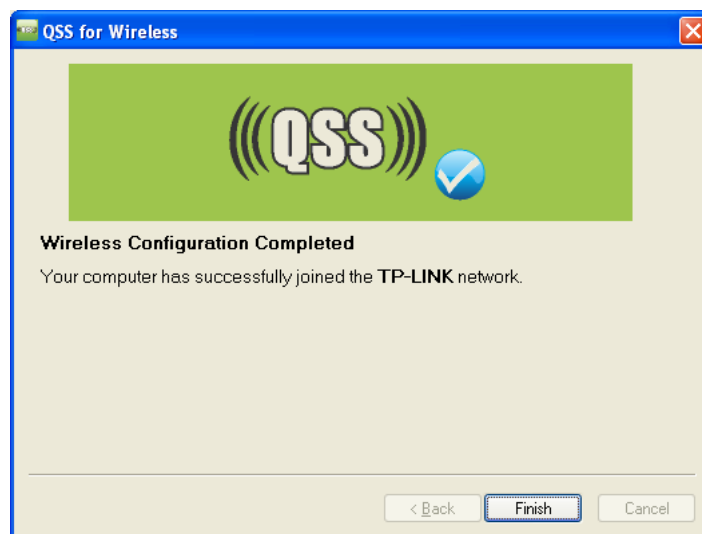 QSS for Wireless
QSS
Wireless Configuration Completed
Your computer has successfully joined the TP-LINK network.
< Back Finish Cancel